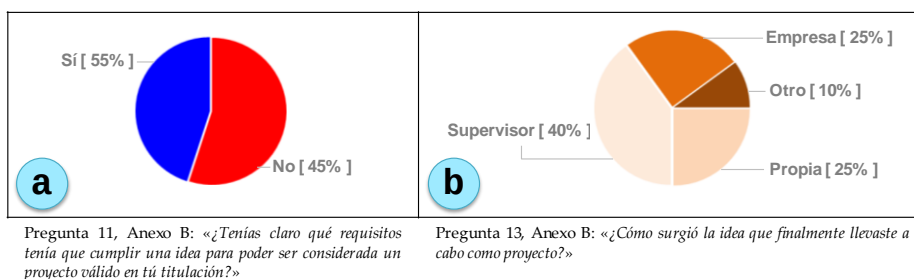 Sí [ 55% ]
No [ 45% ]
a
Empresa [ 25% ]
Otro [ 10% ]
Supervisor [ 40% ]
Propia [ 25% ]
b
Pregunta 11, Anexo B: «¿Tenías claro qué requisitos
tenía que cumplir una idea para poder ser considerada un
proyecto válido en tú titulación?»
Pregunta 13, Anexo B: «¿Cómo surgió la idea que finalmente llevaste a
cabo como proyecto?»